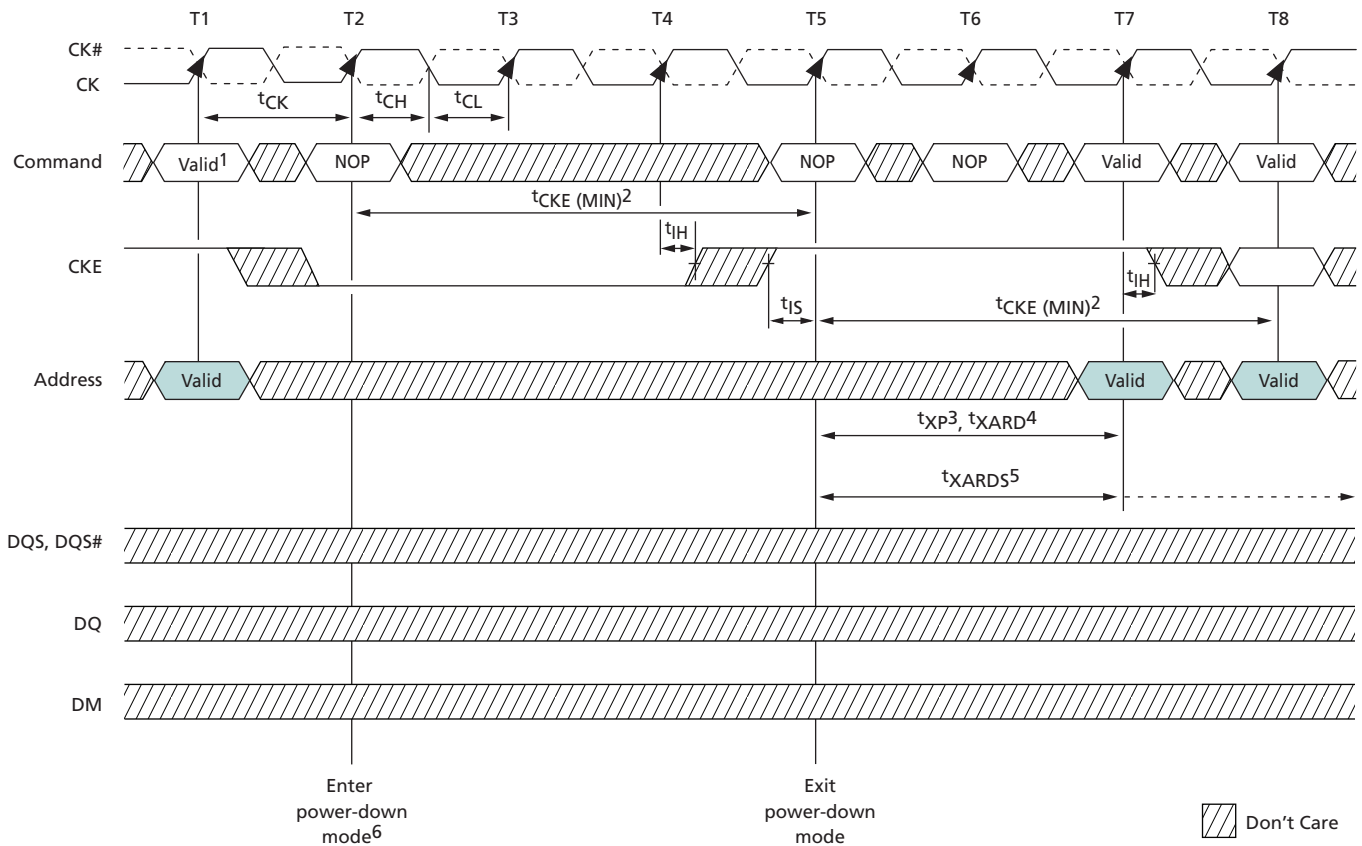 T1 T2 T3 T4 T5 T6 T7 T8
CK#
CK
tCK tCH tCL
Command Valid1 NOP NOP NOP Valid Valid
tCKE (MIN)2
tIH
CKE
tIH
tIS tCKE (MIN)2
Address Valid Valid Valid
tXP3, tXARD4
tXARDS5
DQS, DQS#
DQ
DM
Enter
power-down
mode6
Exit
power-down
mode
Don't Care